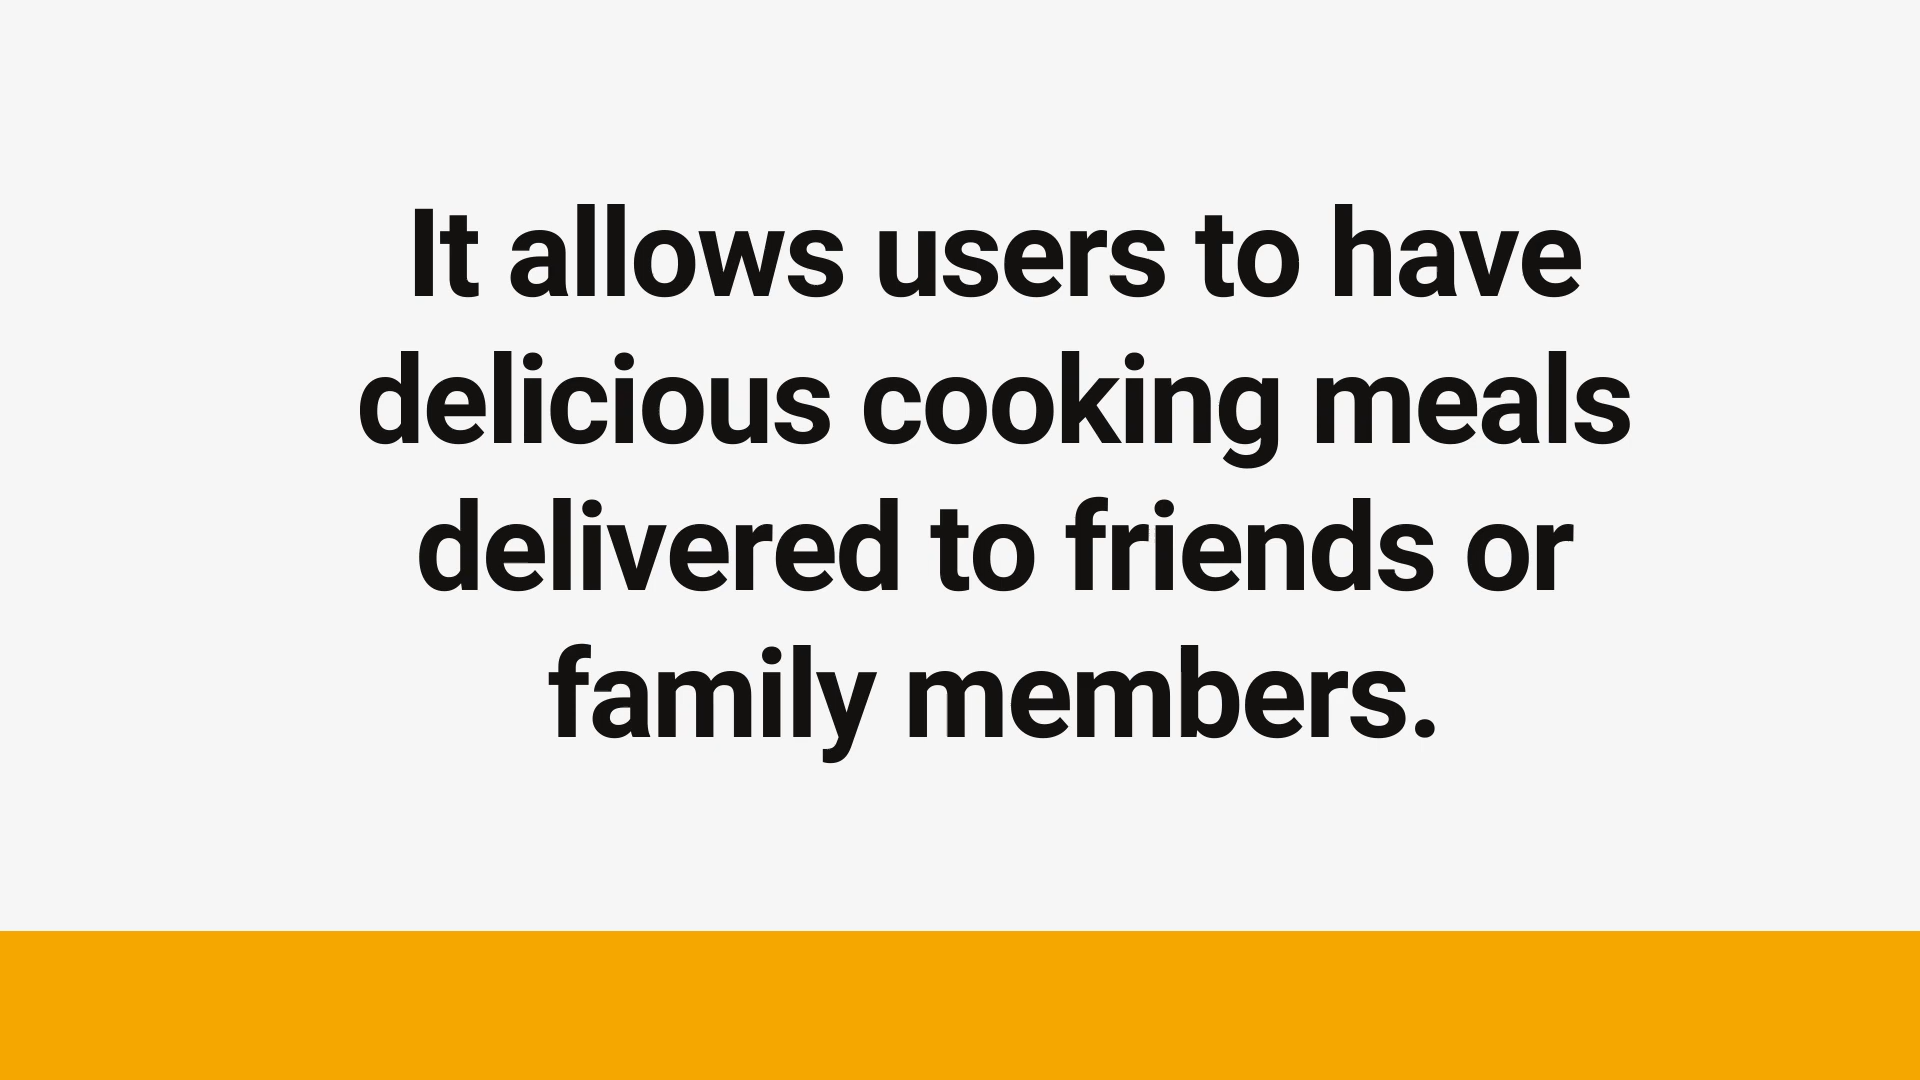 It allows users to have
delicious cooking meals
delivered to friends or
family members.